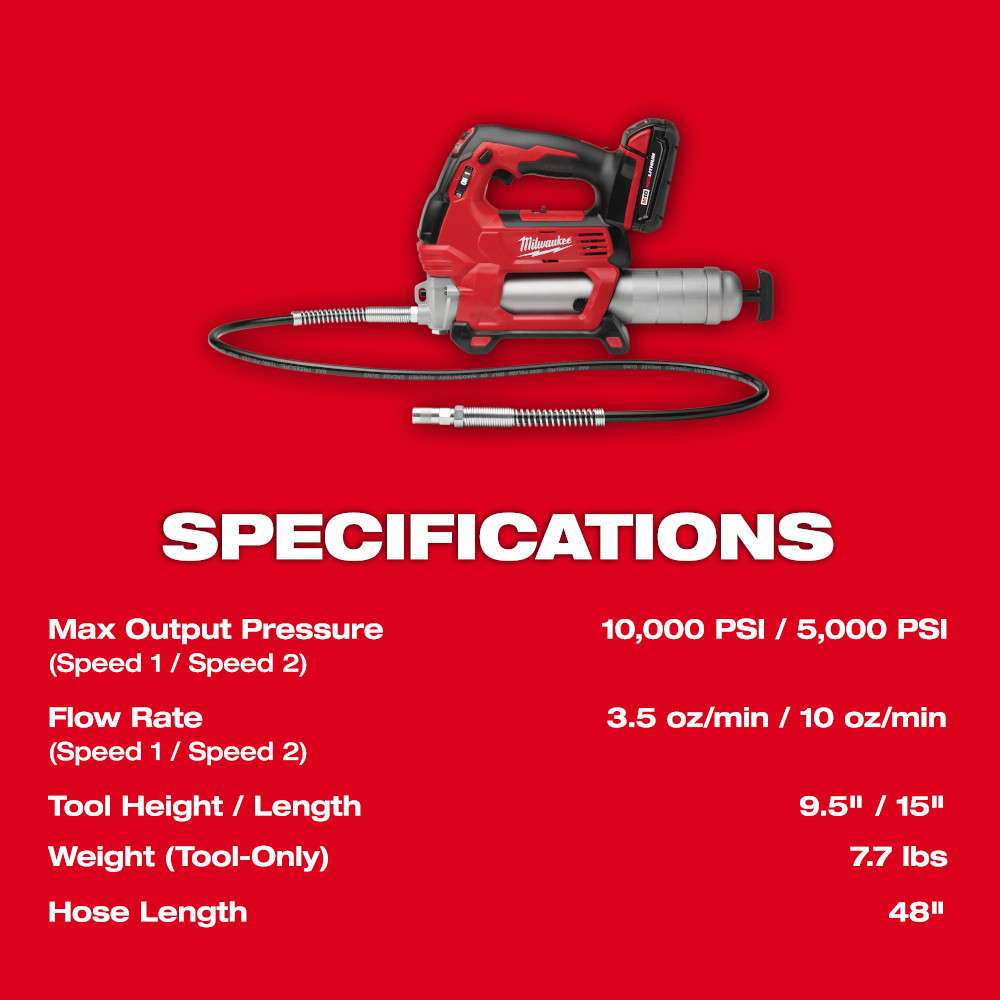 Milwaukee
M18
SPECIFICATIONS
Max Output Pressure 10,000 PSI / 5,000 PSI
(Speed 1 / Speed 2)
Flow Rate 3.5 oz/min / 10 oz/min
(Speed 1 / Speed 2)
Tool Height / Length 9.5" / 15"
Weight (Tool-Only) 7.7 lbs
Hose Length 48"